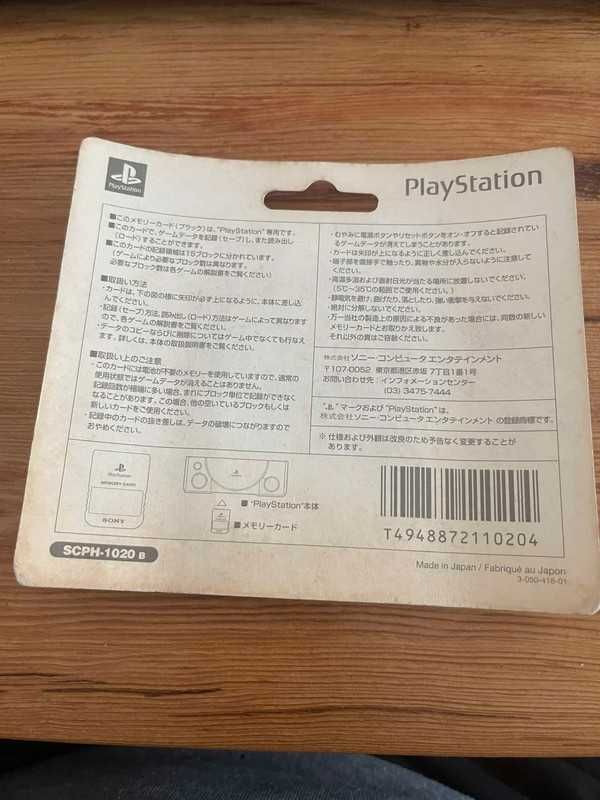 PlayStation
PlayStation
■このメモリーカード(ブラック)は、"PlayStation"専用です。
■このカードで、ゲームデータを記録(セーブ)し、また読み出し
(ロード)することができます。
■このカードの記録領域は15ブロックに分かれています。
(ゲームにより必要なブロック数は異なります。
必要なブロック数は各ゲームの解説書をご覧ください)
■取扱い方法
・カードは、下の図の様に矢印が必ず上になるように、本体に差し込
んでください。
・記録(セーブ)方法、読み出し(ロード)方法はゲームによって異なります
ので、各ゲームの解説書をご覧ください。
・データのコピーならびに削除についてはゲーム中でなくても行なえ
ます。詳しくは、本体の取扱説明書をご覧ください。
■取扱い上のご注意
・このカードには電池が不要のメモリーを使用していますので、通常の
使用状態ではゲームデータが消えることはありません。
記録回数が極端に多い場合、まれにブロック単位で記録ができなく
なることがあります。この場合、他の空いているブロックもしくは
新しいカードをご使用ください。
・記録中のカードの抜き差しは、データの破壊につながりますので
おやめください。
・むやみに電源ボタンやリセットボタンをオン・オフすると記録されてい
るゲームデータが消えてしまうことがあります。
・カードは矢印が上になるように正しく差し込んでください。
・端子部を直接手で触ったり、異物や水分が入らないように注意して
ください。
・高温多湿および直射日光が当たる場所に放置しないでください。
(5℃〜35℃の範囲でご使用ください。)
・静電気を避け、曲げたり、落としたり、強い衝撃を与えないでください。
・絶対に分解しないでください。
・万一当社の製造上の原因による不良があった場合には、同数の新しい
メモリーカードとお取りかえ致します。
それ以外の責はご容赦ください。
株式会社 ソニー・コンピュータ エンタテインメント
〒107-0052 東京都港区赤坂 7丁目1番1号
お問い合わせ先: インフォメーションセンター
(03) 3475-7444
" " マークおよび "PlayStation" は、
株式会社 ソニー・コンピュータ エンタテインメント の登録商標です。
※ 仕様および外観は改良のため予告なく変更することが
あります。
PlayStation
MEMORY CARD
SONY
■ "PlayStation"本体
■ メモリーカード
T4948872110204
SCPH-1020 B
Made in Japan / Fabriqué au Japon
3-050-418-01